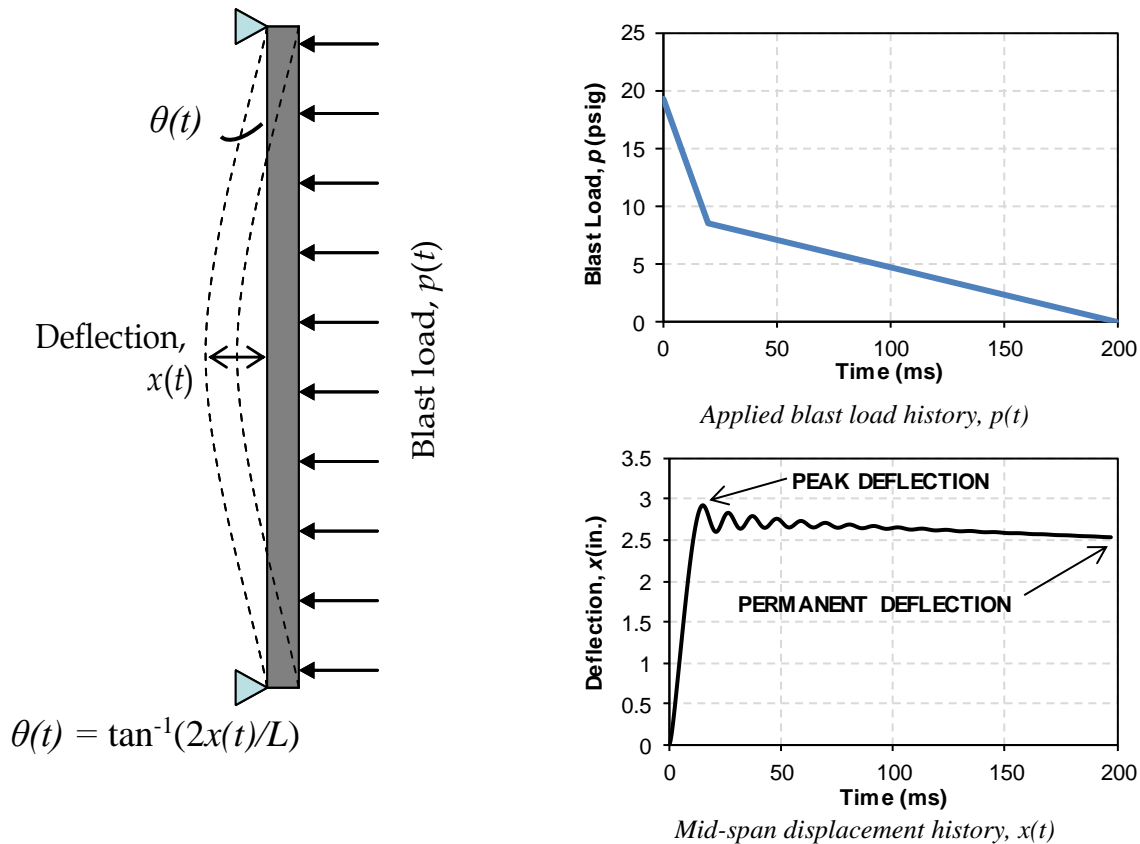 θ(t)
Deflection,
x(t)
Blast load, p(t)
θ(t) = tan⁻¹(2x(t)/L)
25
20
15
10
5
0
Blast Load, p (psig)
0 50 100 150 200
Time (ms)
Applied blast load history, p(t)
3.5
3
2.5
2
1.5
1
0.5
0
Deflection, x(in.)
PEAK DEFLECTION
PERMANENT DEFLECTION
0 50 100 150 200
Time (ms)
Mid-span displacement history, x(t)